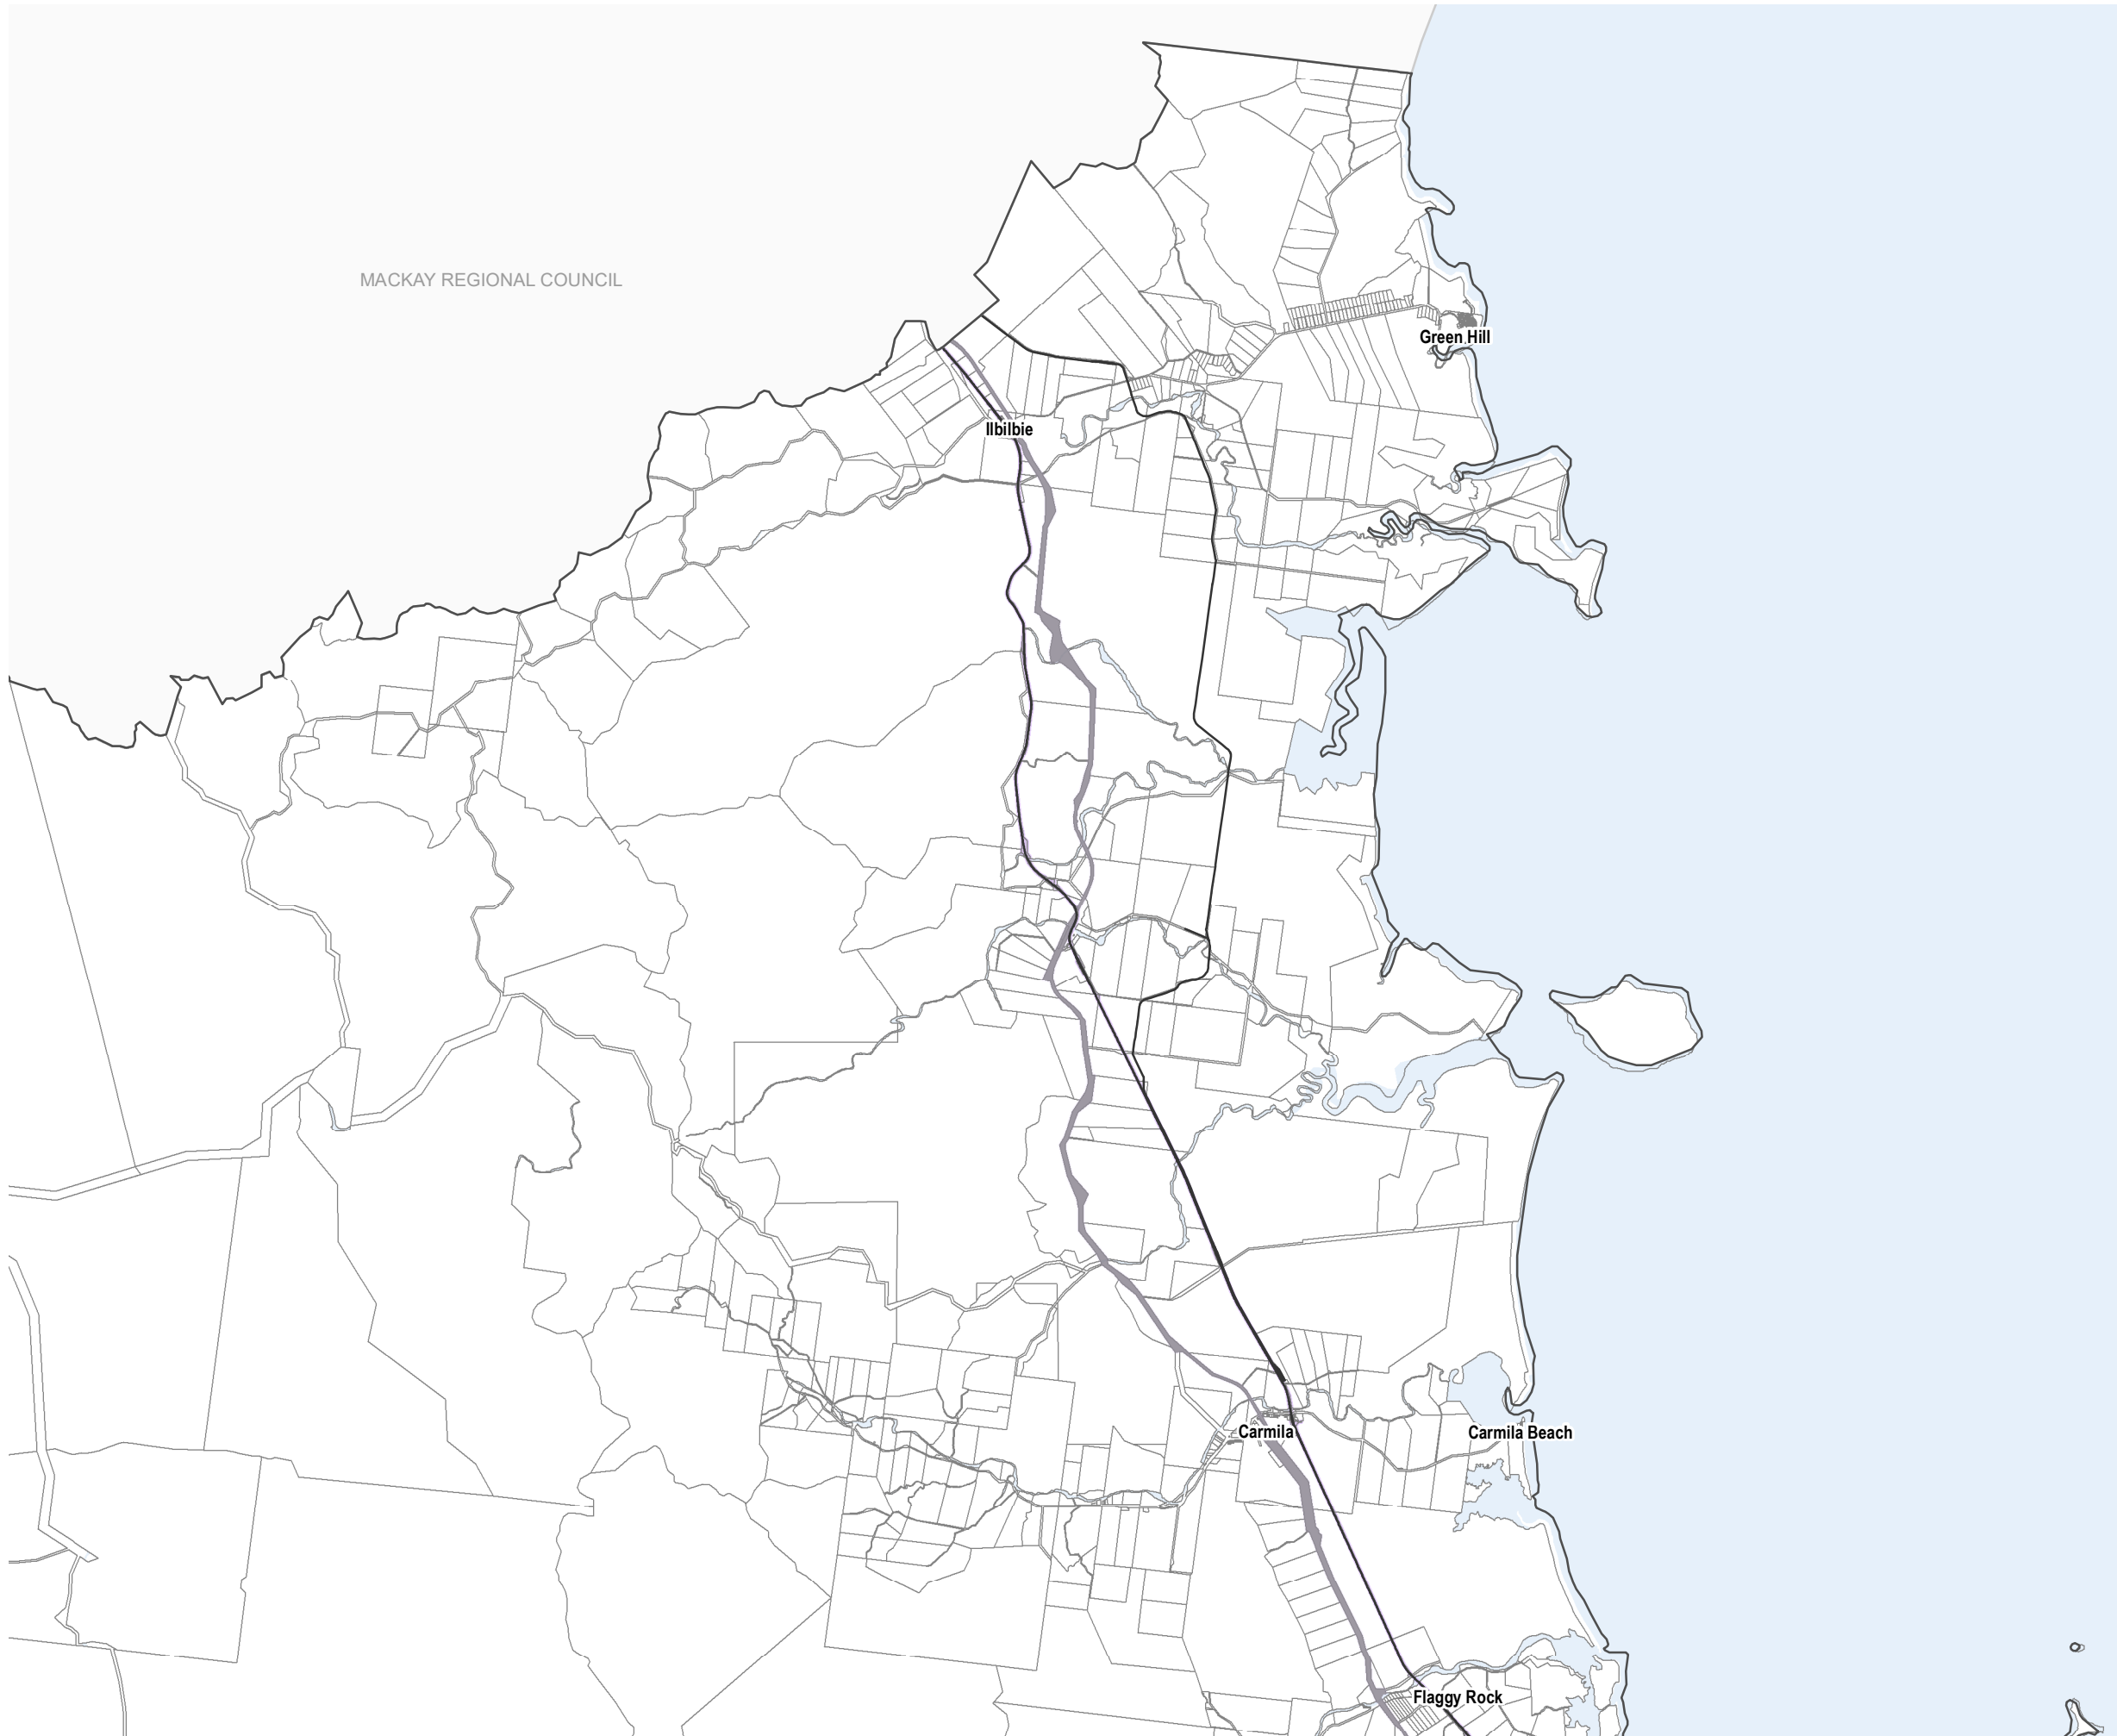 MACKAY REGIONAL COUNCIL
Green Hill
Ilbilbie
Carmila
Carmila Beach
Flaggy Rock